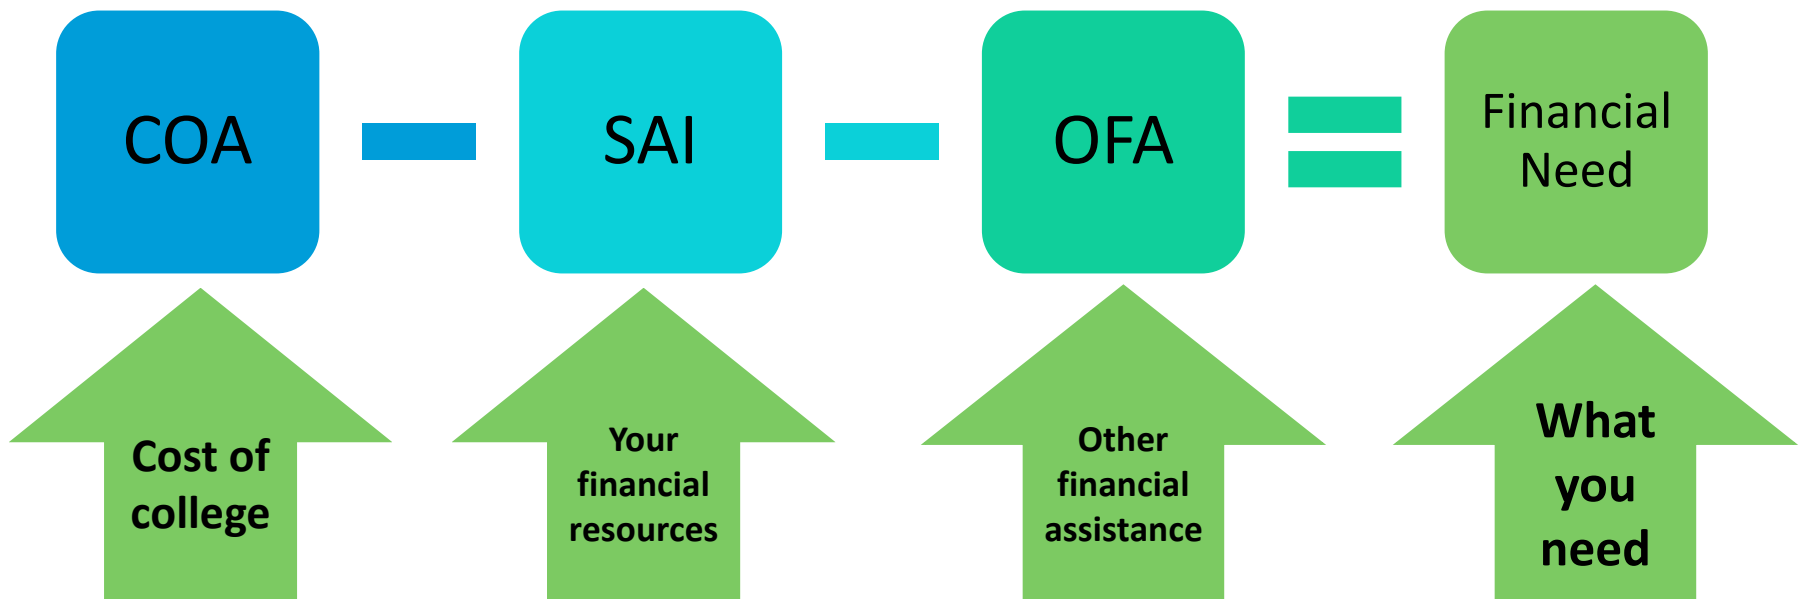 COA
SAI
OFA
Financial
Need
Cost of
college
Your
financial
resources
Other
financial
assistance
What
you
need